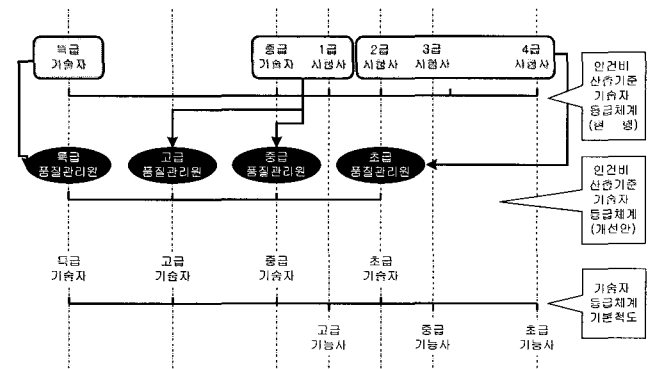 특급
기술자
중급
기술자
1급
시험사
2급
시험사
3급
시험사
4급
시험사
인건비
산출기준
기술자
등급체계
(현 행)
특급
품질관리원
고급
품질관리원
중급
품질관리원
초급
품질관리원
인건비
산출기준
기술자
등급체계
(개선안)
특급
기술자
고급
기술자
중급
기술자
초급
기술자
기술자
등급체계
기본척도
고급
기능사
중급
기능사
초급
기능사